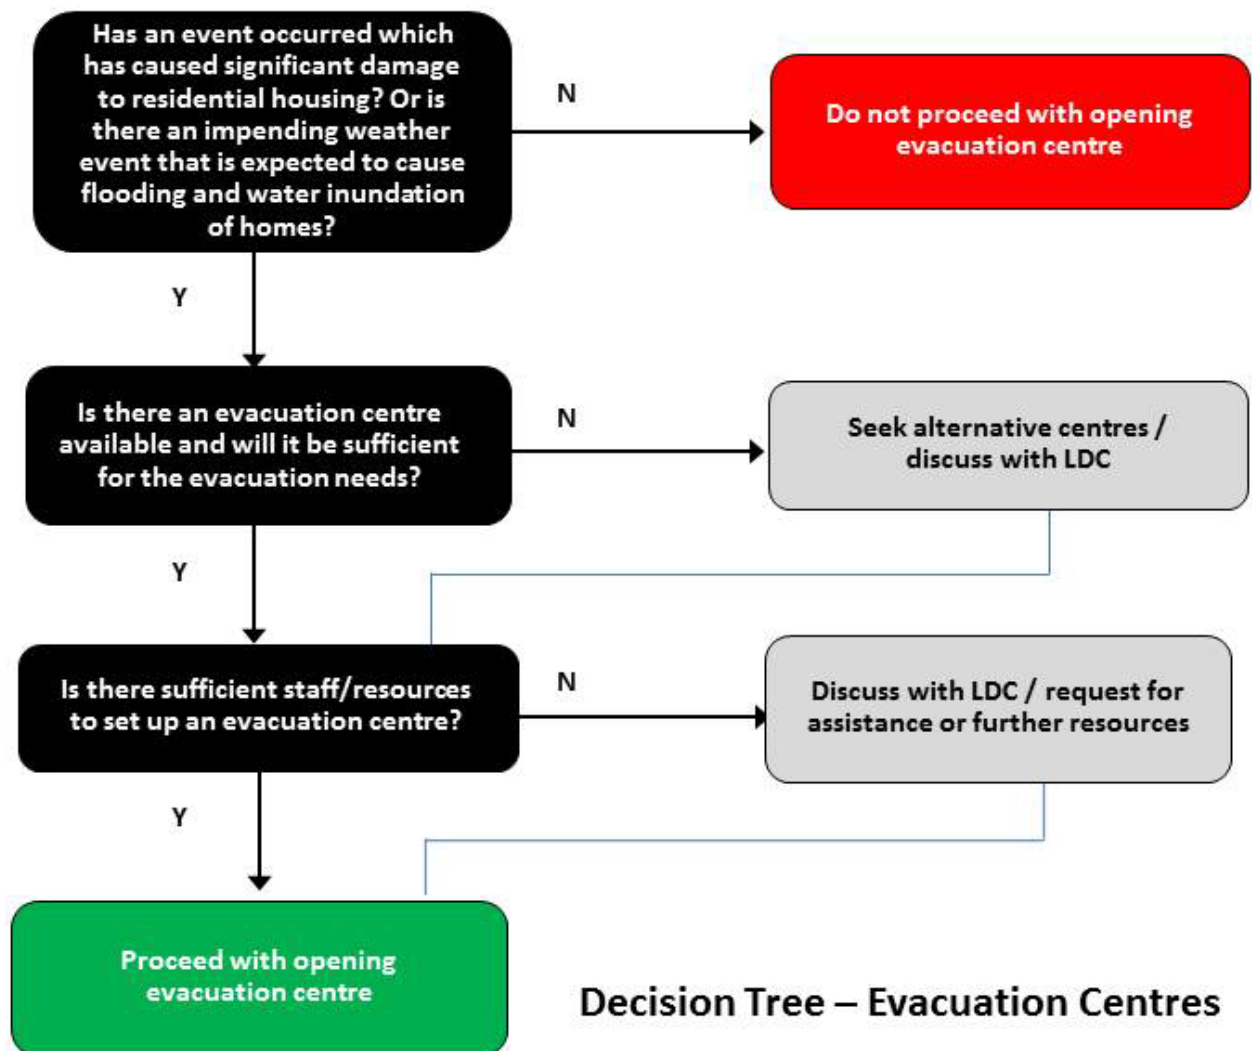 Has an event occurred which
has caused significant damage
to residential housing? Or is
there an impending weather
event that is expected to cause
flooding and water inundation
of homes?
N
Do not proceed with opening
evacuation centre
Y
Is there an evacuation centre
available and will it be sufficient
for the evacuation needs?
N
Seek alternative centres /
discuss with LDC
Y
Is there sufficient staff/resources
to set up an evacuation centre?
N
Discuss with LDC / request for
assistance or further resources
Y
Proceed with opening
evacuation centre
Decision Tree – Evacuation Centres